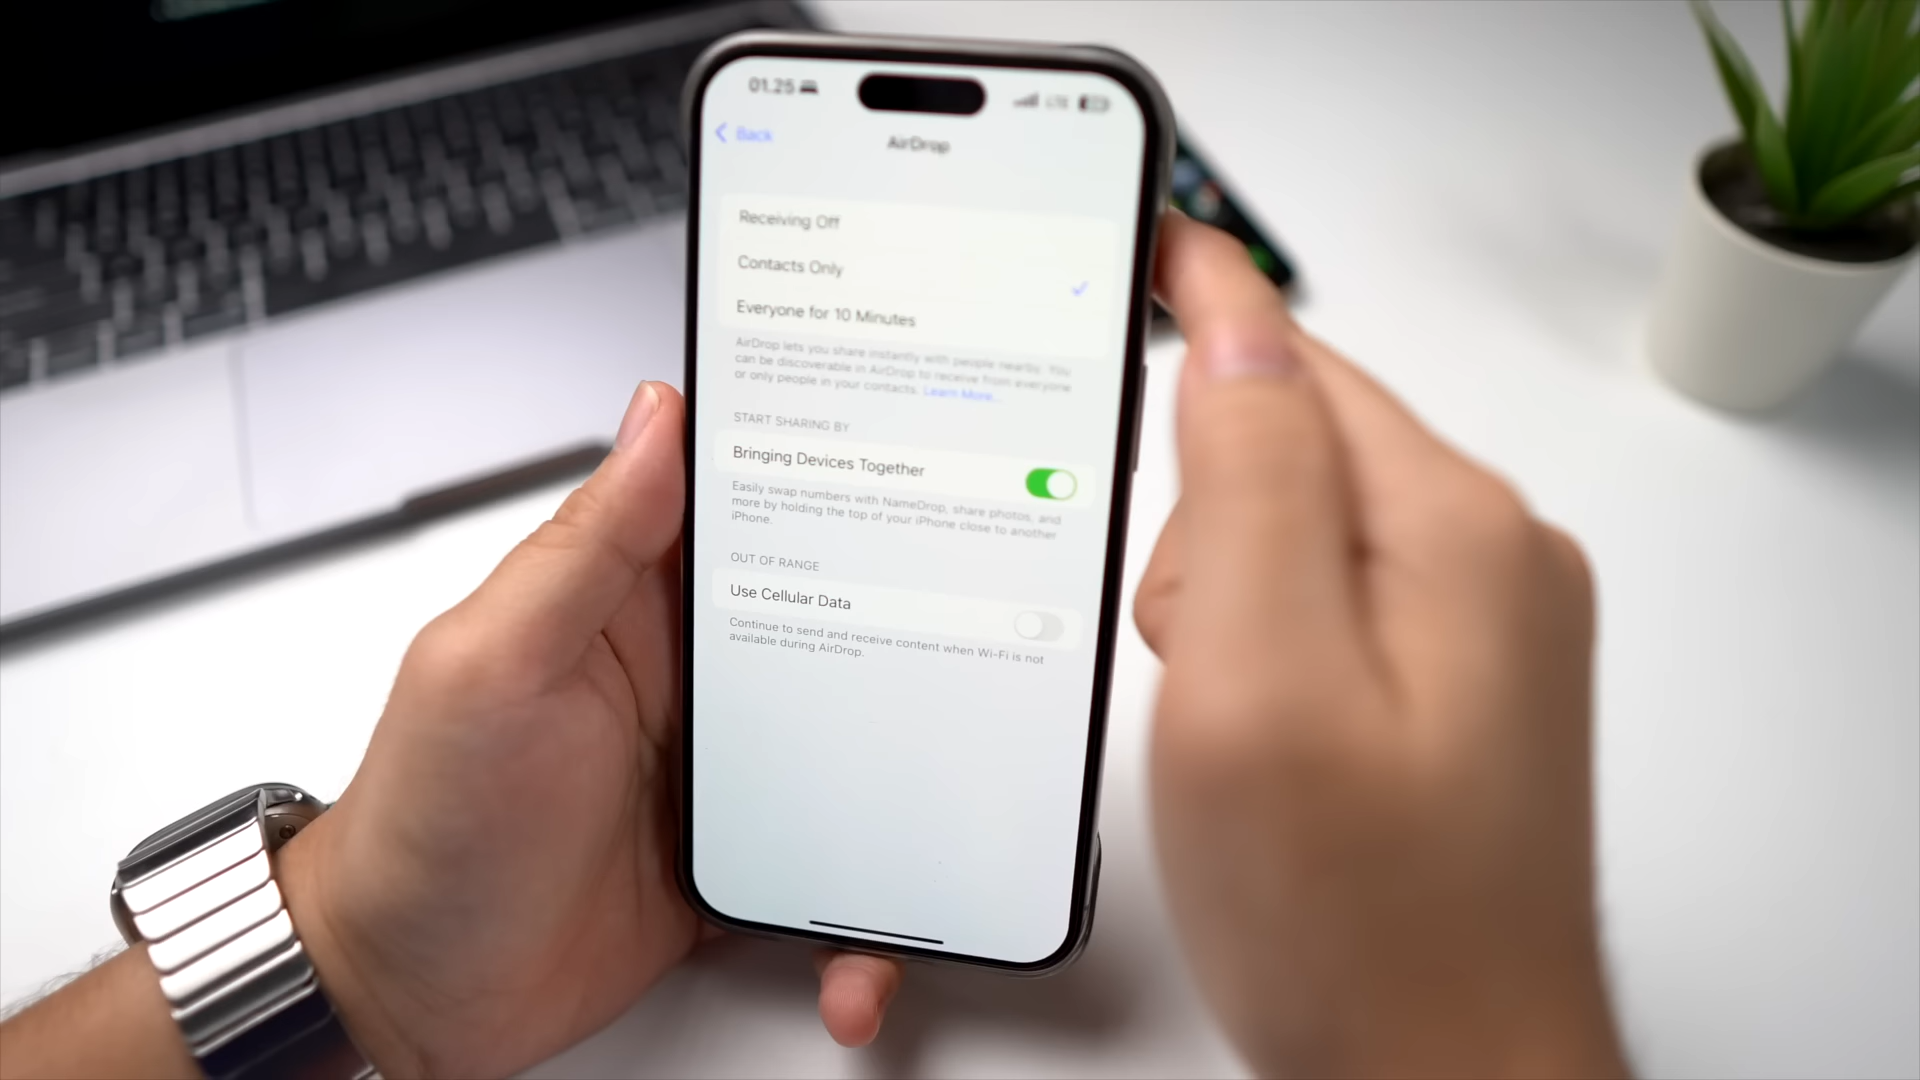 01.25
LTE
Back
AirDrop
Receiving Off
Contacts Only
Everyone for 10 Minutes
AirDrop lets you share instantly with people nearby. You
can be discoverable in AirDrop to receive from everyone
or only people in your contacts. Learn More...
START SHARING BY
Bringing Devices Together
Easily swap numbers with NameDrop, share photos, and
more by holding the top of your iPhone close to another
iPhone.
OUT OF RANGE
Use Cellular Data
Continue to send and receive content when Wi-Fi is not
available during AirDrop.